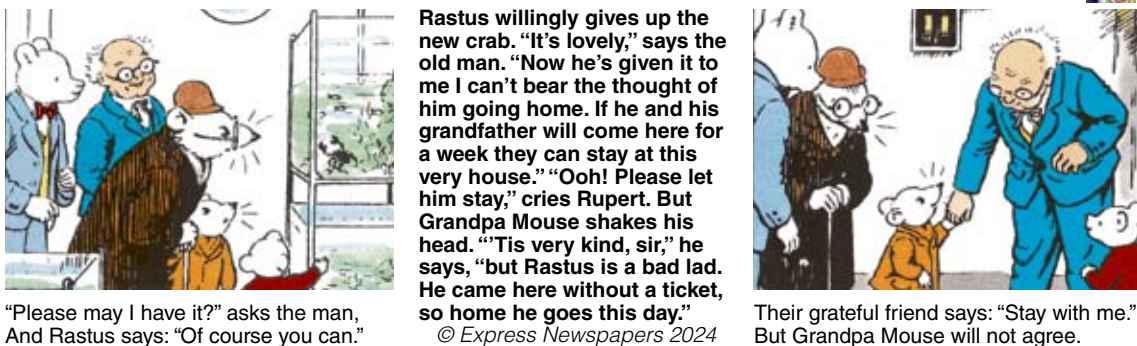 Rastus willingly gives up the
new crab. “It’s lovely,” says the
old man. “Now he’s given it to
me I can’t bear the thought of
him going home. If he and his
grandfather will come here for
a week they can stay at this
very house.” “Ooh! Please let
him stay,” cries Rupert. But
Grandpa Mouse shakes his
head. “’Tis very kind, sir,” he
says, “but Rastus is a bad lad.
He came here without a ticket,
so home he goes this day.”
© Express Newspapers 2024
“Please may I have it?” asks the man,
And Rastus says: “Of course you can.”
Their grateful friend says: “Stay with me.”
But Grandpa Mouse will not agree.